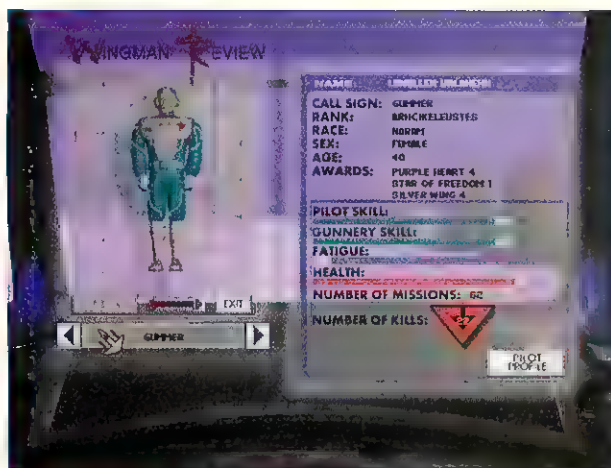 WINGMAN REVIEW
NAME:
CALL SIGN: GUMMER
RANK:
RACE:
SEX: FEMALE
AGE: 40
AWARDS: PURPLE HEART 4
STAR OF FREEDOM 1
SILVER WING 4
PILOT SKILL:
GUNNERY SKILL:
FATIGUE:
HEALTH:
NUMBER OF MISSIONS:
NUMBER OF KILLS:
EXIT
GUMMER
PILOT
PROFILE